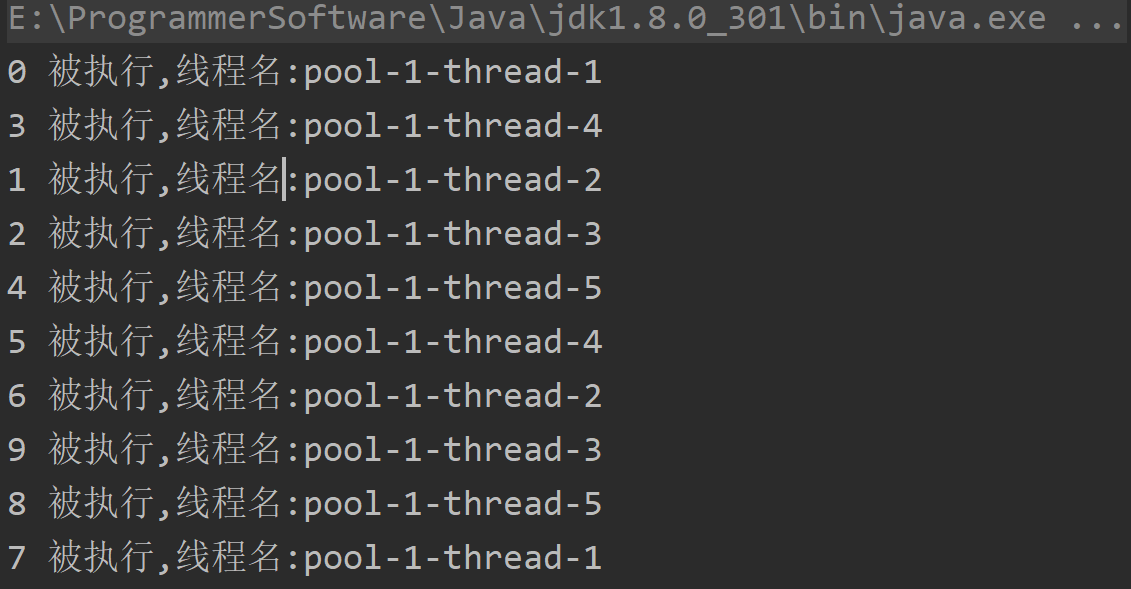 E:\ProgrammerSoftware\Java\jdk1.8.0_301\bin\java.exe ...
0 被执行,线程名:pool-1-thread-1
3 被执行,线程名:pool-1-thread-4
1 被执行,线程名:pool-1-thread-2
2 被执行,线程名:pool-1-thread-3
4 被执行,线程名:pool-1-thread-5
5 被执行,线程名:pool-1-thread-4
6 被执行,线程名:pool-1-thread-2
9 被执行,线程名:pool-1-thread-3
8 被执行,线程名:pool-1-thread-5
7 被执行,线程名:pool-1-thread-1